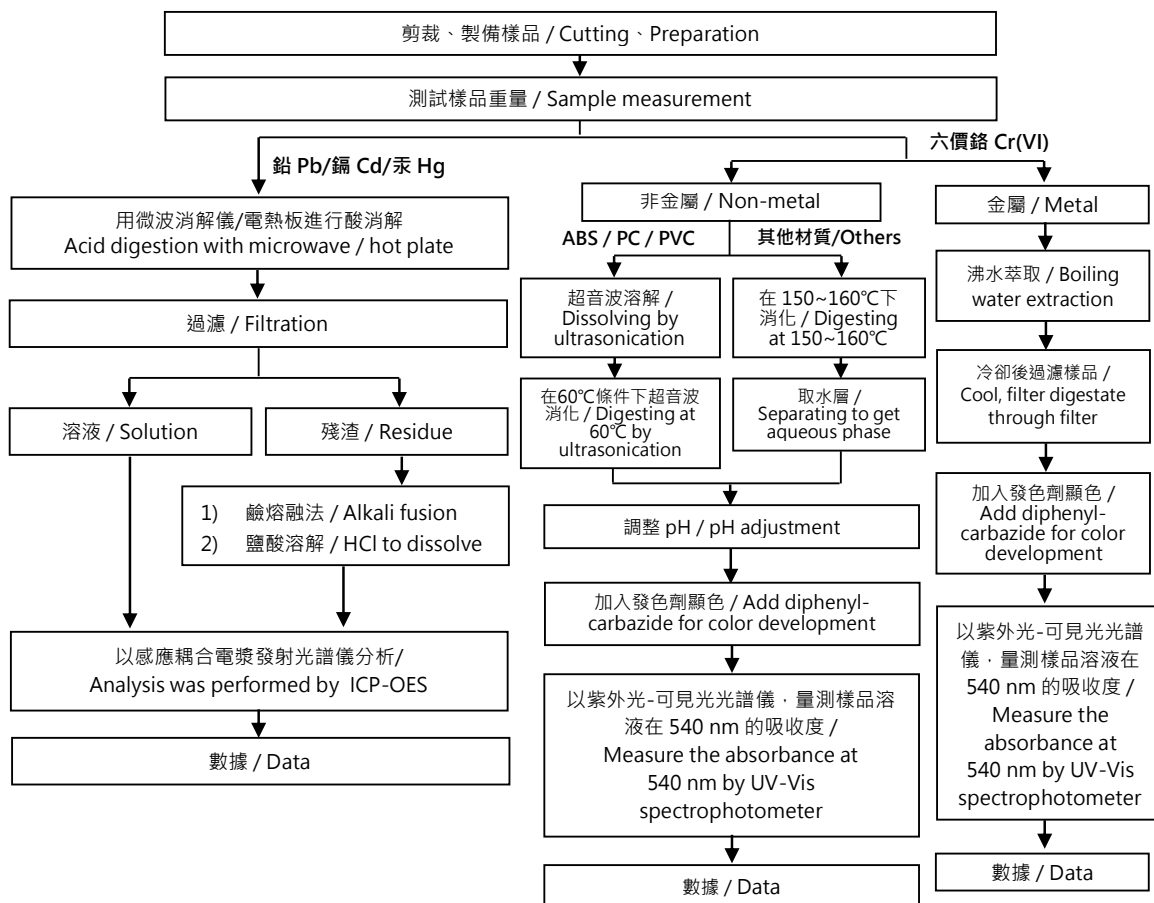 剪裁、製備樣品 / Cutting、Preparation
測試樣品重量 / Sample measurement
鉛 Pb/鎘 Cd/汞 Hg
用微波消解儀/電熱板進行酸消解
Acid digestion with microwave / hot plate
過濾 / Filtration
溶液 / Solution
殘渣 / Residue
1) 鹼熔融法 / Alkali fusion
2) 鹽酸溶解 / HCl to dissolve
以感應耦合電漿發射光譜儀分析/
Analysis was performed by ICP-OES
數據 / Data
六價鉻 Cr(VI)
非金屬 / Non-metal
ABS / PC / PVC
超音波溶解 /
Dissolving by
ultrasonication
在60℃條件下超音波
消化 / Digesting at
60℃ by
ultrasonication
其他材質/Others
在 150~160℃下
消化 / Digesting
at 150~160℃
取水層 /
Separating to get
aqueous phase
調整 pH / pH adjustment
加入發色劑顯色 / Add diphenyl-
carbazide for color development
以紫外光-可見光光譜儀，量測樣品溶
液在 540 nm 的吸收度 /
Measure the absorbance at
540 nm by UV-Vis
spectrophotometer
數據 / Data
金屬 / Metal
沸水萃取 / Boiling
water extraction
冷卻後過濾樣品 /
Cool, filter digestate
through filter
加入發色劑顯色 /
Add diphenyl-
carbazide for color
development
以紫外光-可見光光譜
儀，量測樣品溶液在
540 nm 的吸收度 /
Measure the
absorbance at
540 nm by UV-Vis
spectrophotometer
數據 / Data